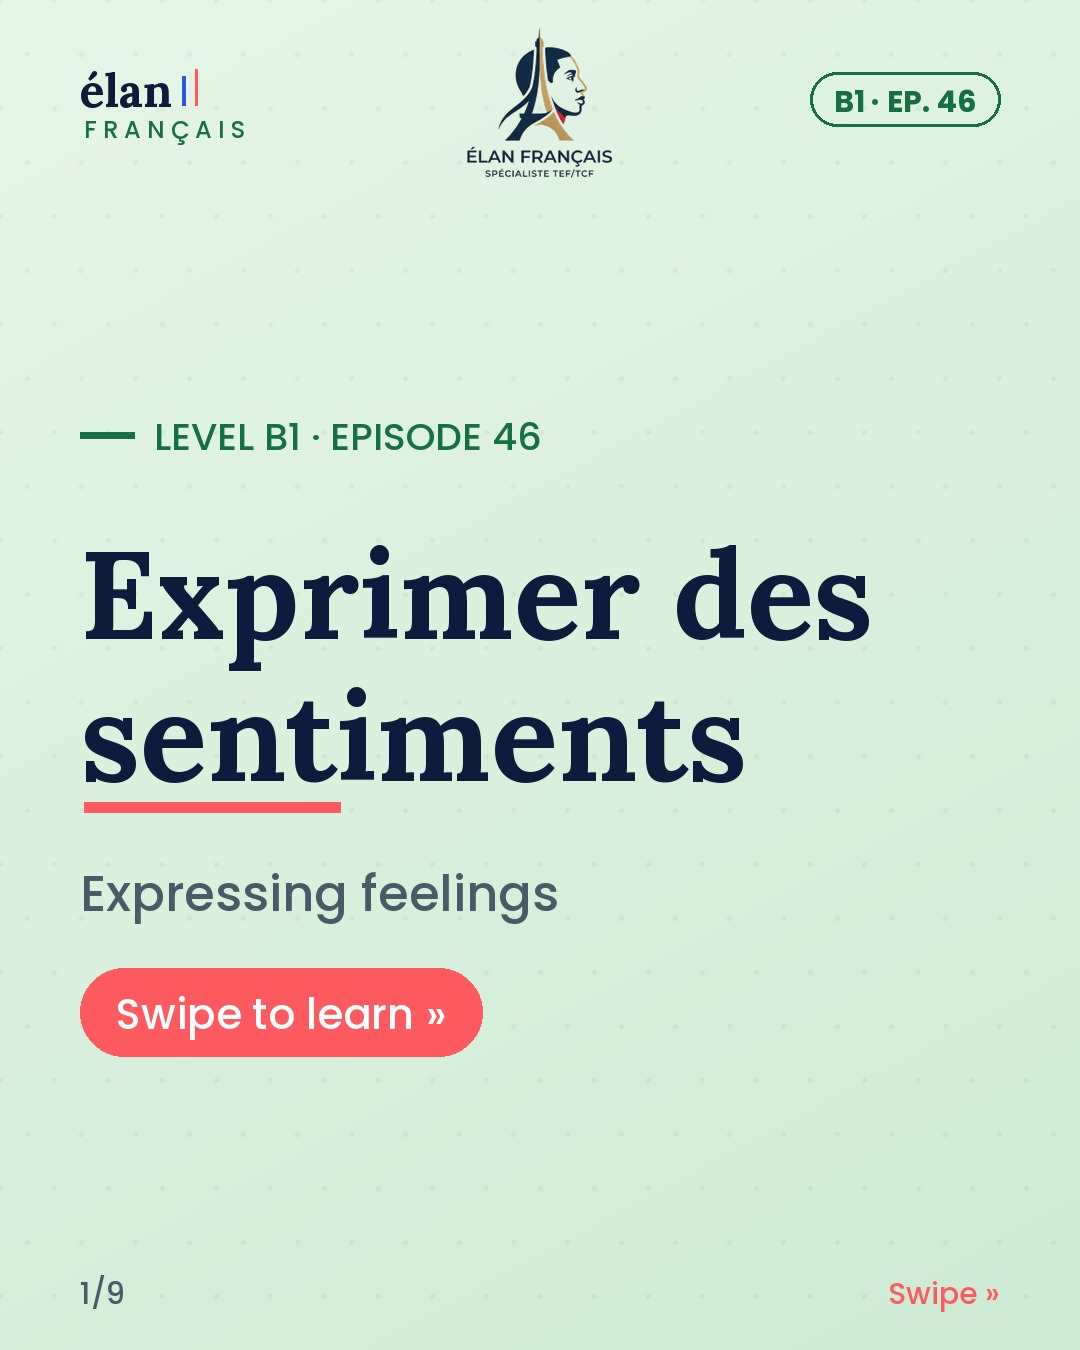 élan
FRANÇAIS
ÉLAN FRANÇAIS
SPÉCIALISTE TEF/TCF
B1 · EP. 46
LEVEL B1 · EPISODE 46
Exprimer des
sentiments
Expressing feelings
Swipe to learn »
1/9
Swipe »